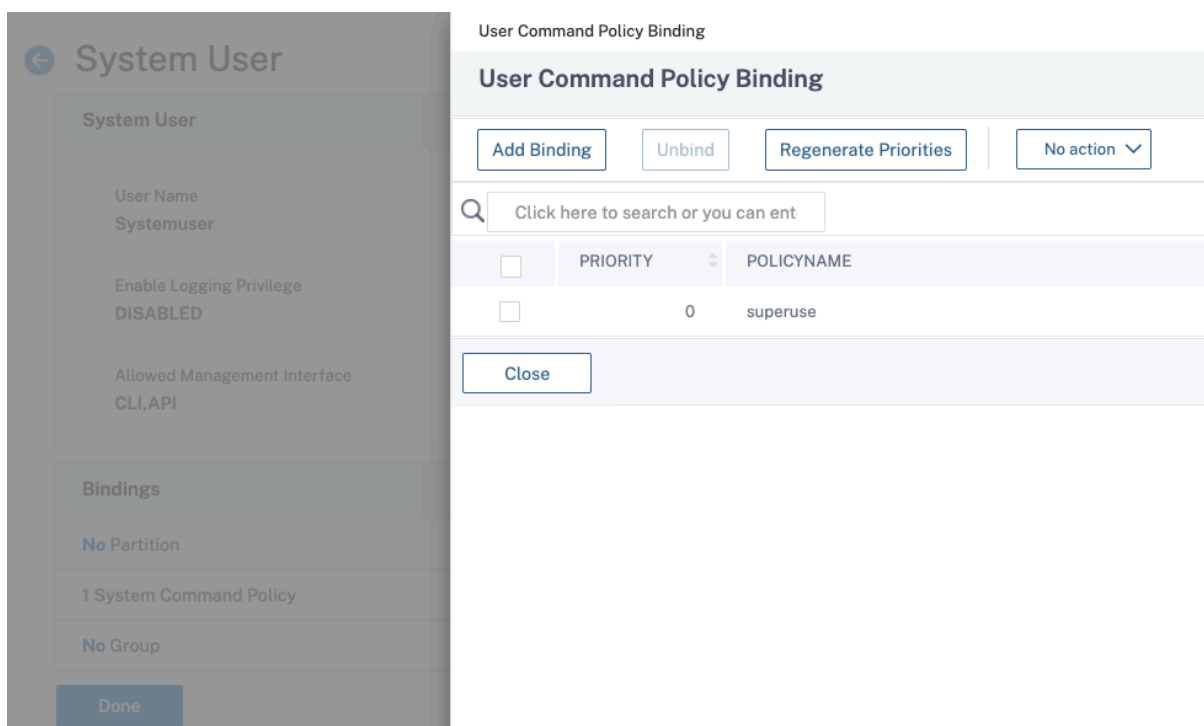 User Command Policy Binding
System User
User Command Policy Binding
System User
Add Binding Unbind Regenerate Priorities No action
User Name
Systemuser
Click here to search or you can ent
PRIORITY POLICYNAME
Enable Logging Privilege
DISABLED
0 superuse
Allowed Management Interface
CLI,API
Close
Bindings
No Partition
1 System Command Policy
No Group
Done